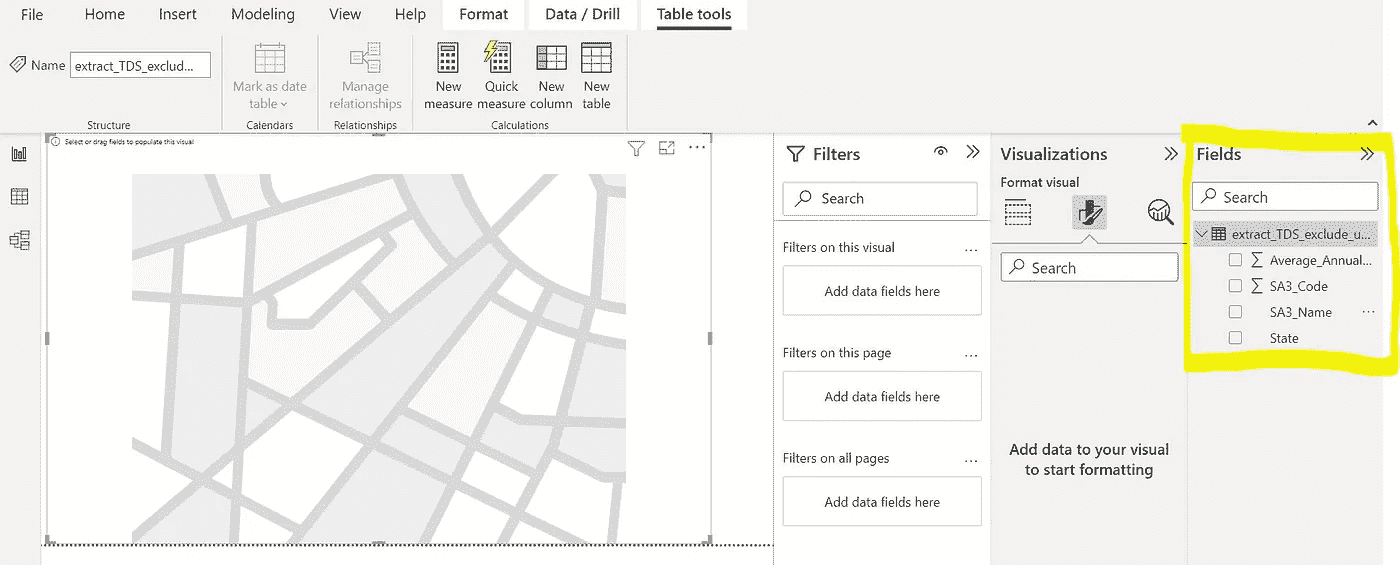 File Home Insert Modeling View Help Format Data / Drill Table tools
Name extract_TDS_exclud...
Mark as date table
Manage relationships
New measure
Quick measure
New column
New table
Structure Calendars Relationships Calculations
Select or drag fields to populate this visual
...
Filters
Search
Filters on this visual ...
Add data fields here
Filters on this page ...
Add data fields here
Filters on all pages ...
Add data fields here
Visualizations
Format visual
Search
Add data to your visual
to start formatting
Fields
Search
extract_TDS_exclude_u...
Average_Annual...
SA3_Code
SA3_Name ...
State